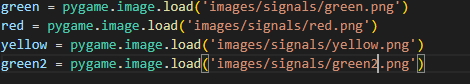 green = pygame.image.load('images/signals/green.png')
red = pygame.image.load('images/signals/red.png')
yellow = pygame.image.load('images/signals/yellow.png')
green2 = pygame.image.load('images/signals/green2.png')